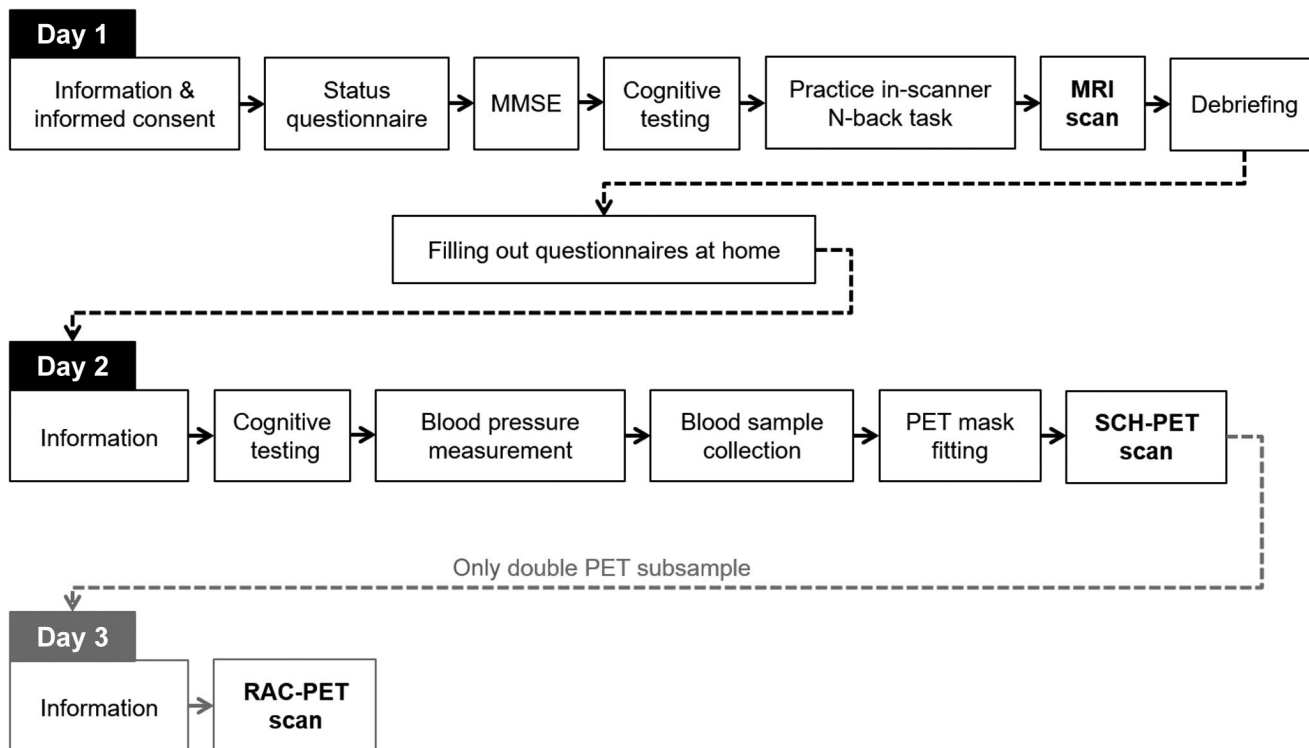 Day 1
Information &
informed consent
Status
questionnaire
MMSE
Cognitive
testing
Practice in-scanner
N-back task
MRI
scan
Debriefing
Filling out questionnaires at home
Day 2
Information
Cognitive
testing
Blood pressure
measurement
Blood sample
collection
PET mask
fitting
SCH-PET
scan
Only double PET subsample
Day 3
Information
RAC-PET
scan